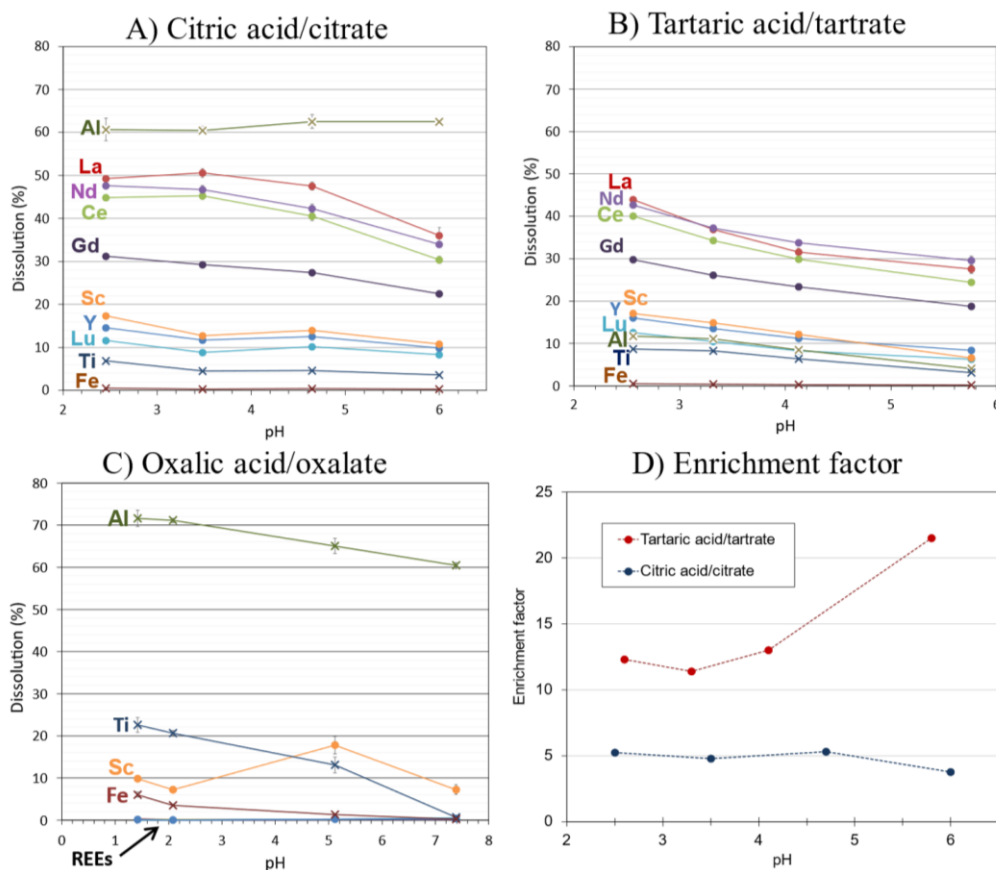 A) Citric acid/citrate
80
70
60
50
40
30
20
10
0
Dissolution (%)
Al
La
Nd
Ce
Gd
Sc
Y
Lu
Ti
Fe
2
3
4
5
6
pH
B) Tartaric acid/tartrate
80
70
60
50
40
30
20
10
0
Dissolution (%)
La
Nd
Ce
Gd
Sc
Y
Lu
Al
Ti
Fe
2
3
4
5
6
pH
C) Oxalic acid/oxalate
80
70
60
50
40
30
20
10
0
Dissolution (%)
Al
Ti
Sc
Fe
REEs
0
1
2
3
4
5
6
7
8
pH
D) Enrichment factor
25
20
15
10
5
0
Enrichment factor
Tartaric acid/tartrate
Citric acid/citrate
2
3
4
5
6
pH